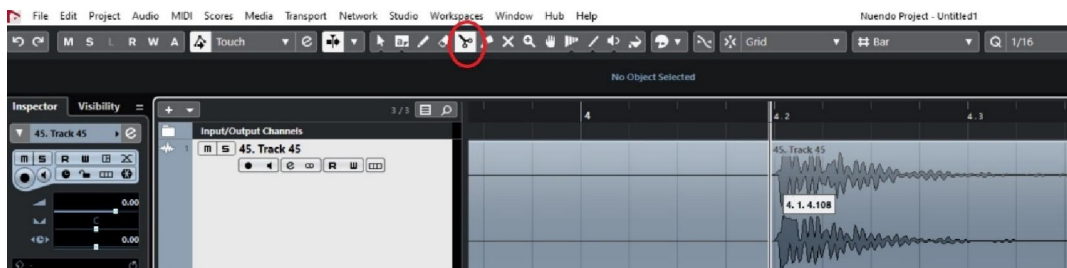 File Edit Project Audio MIDI Scores Media Transport Network Studio Workspaces Window Hub Help Nuendo Project - Untitled1
M S L R W A Touch Grid Bar Q 1/16
No Object Selected
Inspector Visibility 3/3 4 4.2 4.3
45. Track 45 Input/Output Channels
m S R W 1 m S 45. Track 45 45. Track 45
e R W
0.00 4. 1. 4.108
C
0.00